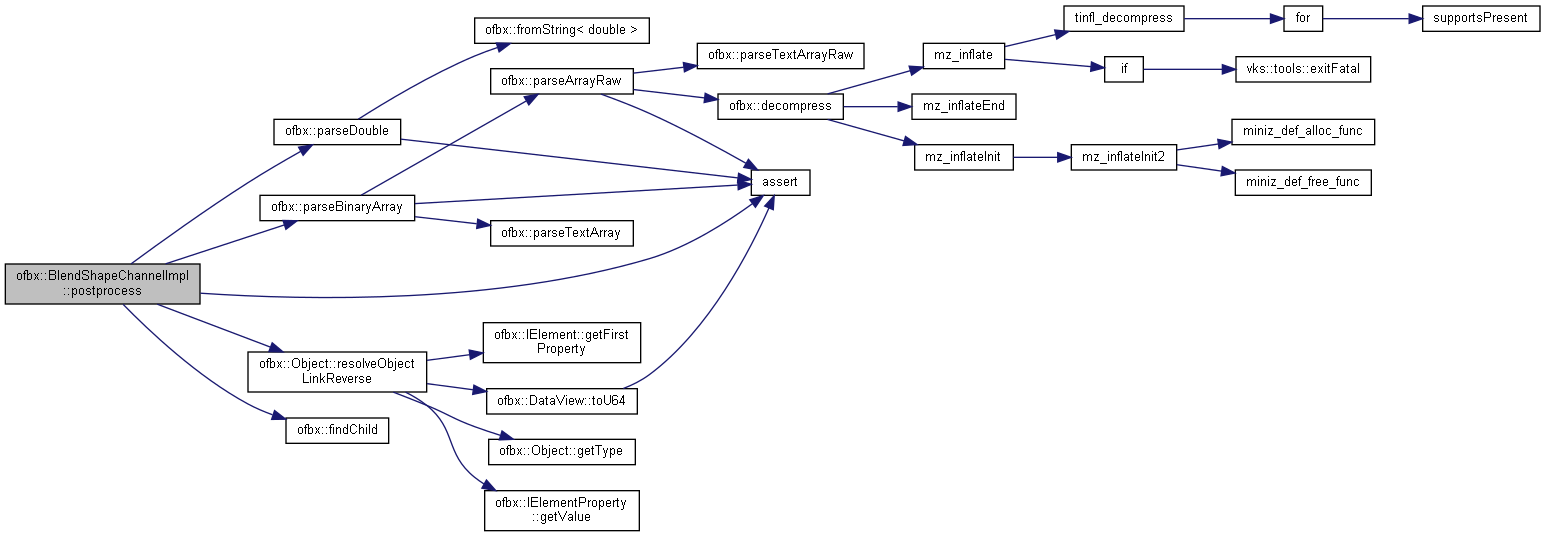 ofbx::BlendShapeChannelImpl
::postprocess
ofbx::parseDouble
ofbx::fromString< double >
assert
ofbx::parseBinaryArray
ofbx::parseArrayRaw
ofbx::parseTextArrayRaw
ofbx::decompress
mz_inflate
tinfl_decompress
for
supportsPresent
if
vks::tools::exitFatal
mz_inflateEnd
mz_inflateInit
mz_inflateInit2
miniz_def_alloc_func
miniz_def_free_func
ofbx::parseTextArray
ofbx::Object::resolveObject
LinkReverse
ofbx::IElement::getFirst
Property
ofbx::DataView::toU64
ofbx::Object::getType
ofbx::IElementProperty
::getValue
ofbx::findChild